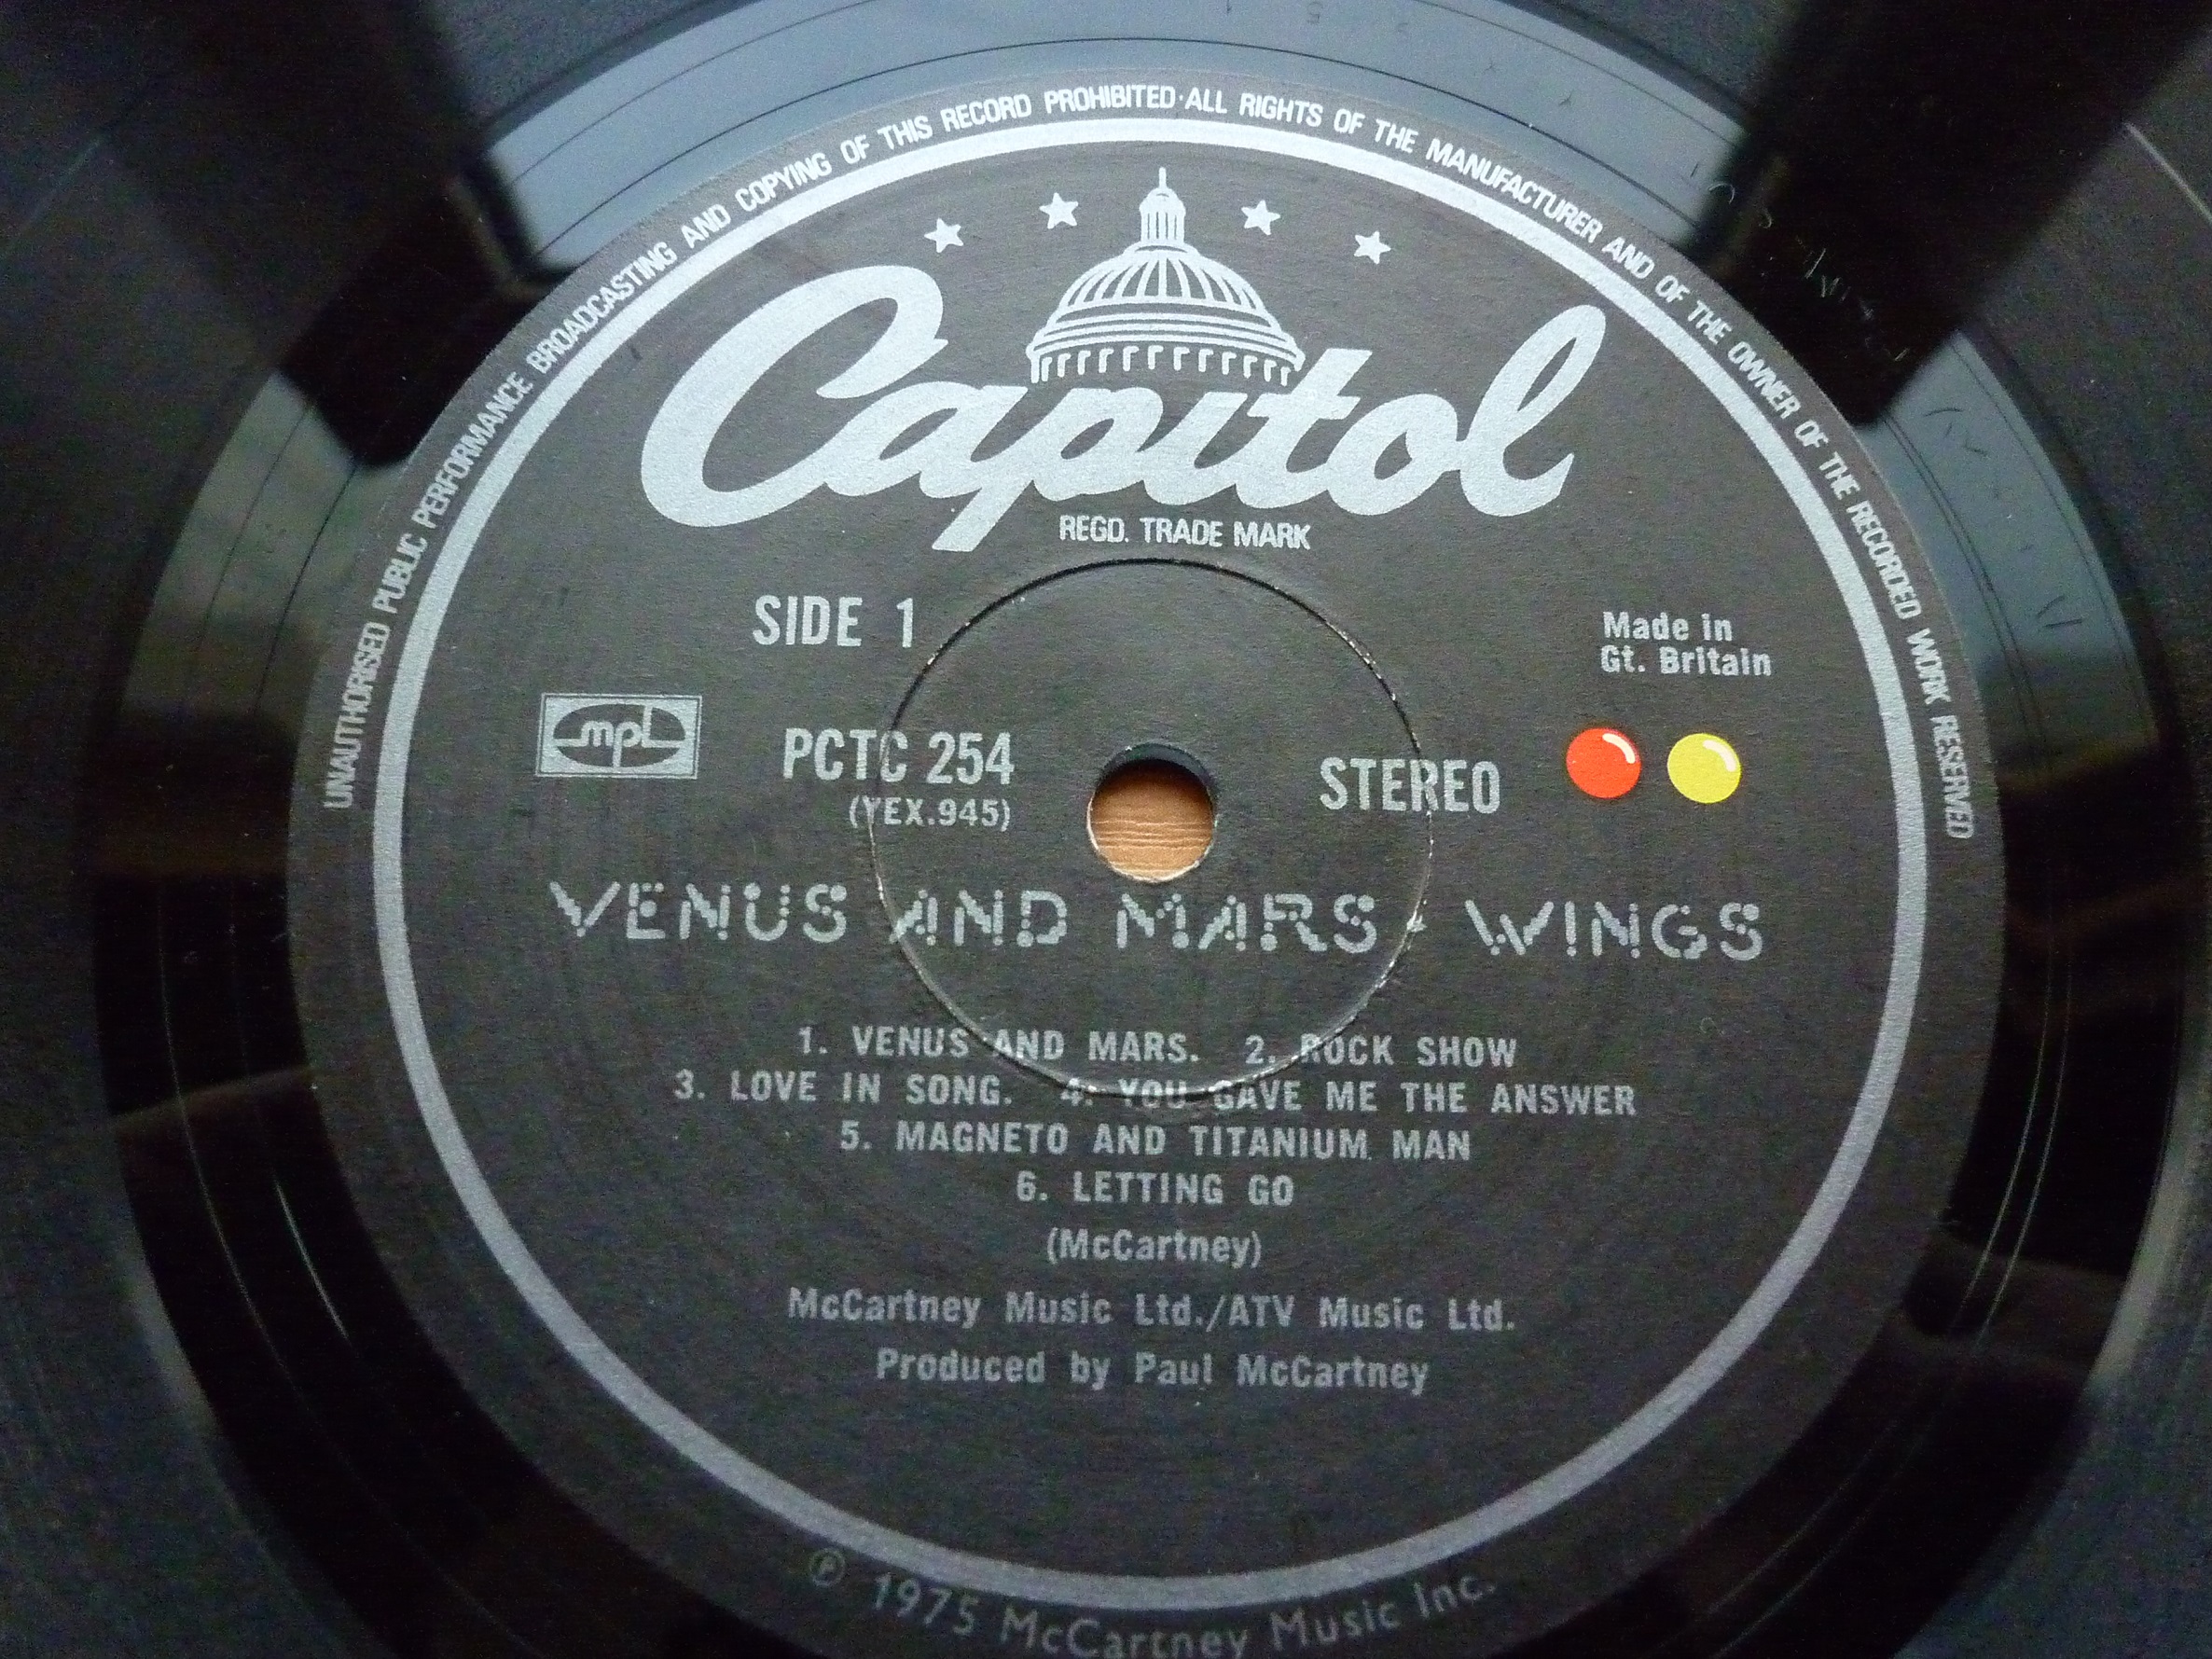 UNAUTHORISED PUBLIC PERFORMANCE BROADCASTING AND COPYING OF THIS RECORD PROHIBITED·ALL RIGHTS OF THE MANUFACTURER AND OF THE OWNER OF THE RECORDED WORK RESERVED
Capitol
REGD. TRADE MARK
SIDE 1
Made in
Gt. Britain
mpl
PCTC 254
STEREO
(YEX.945)
VENUS AND MARS · WINGS
1. VENUS AND MARS. 2. ROCK SHOW
3. LOVE IN SONG. 4. YOU GAVE ME THE ANSWER
5. MAGNETO AND TITANIUM MAN
6. LETTING GO
(McCartney)
McCartney Music Ltd./ATV Music Ltd.
Produced by Paul McCartney
℗ 1975 McCartney Music Inc.